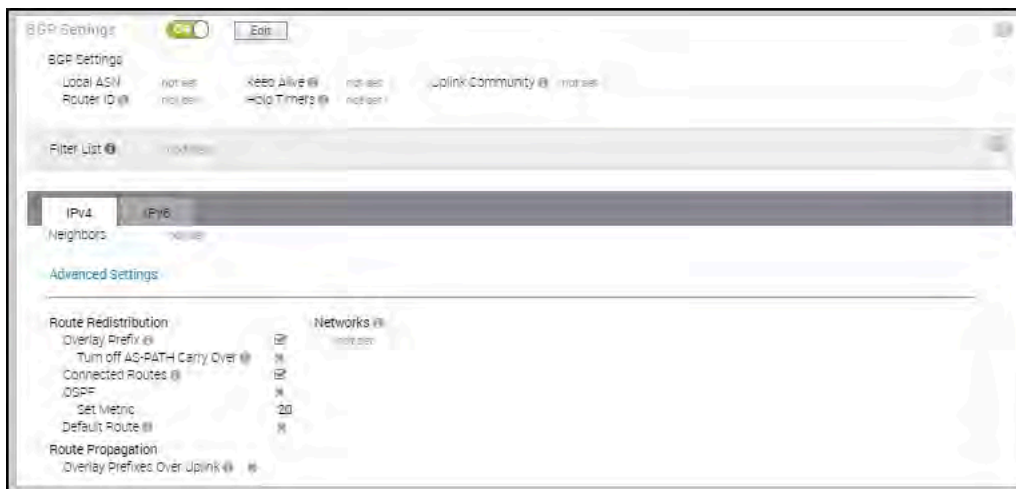 BGP Settings ON Edit
BGP Settings
Local ASN not set Keep Alive not set Uplink Community not set
Router ID not set Hold Timers not set
Filter List not set
IPv4 IPv6
Neighbors not set
Advanced Settings
Route Redistribution Networks
Overlay Prefix not set
Turn off AS-PATH Carry Over
Connected Routes
OSPF
Set Metric 20
Default Route
Route Propagation
Overlay Prefixes Over Uplink